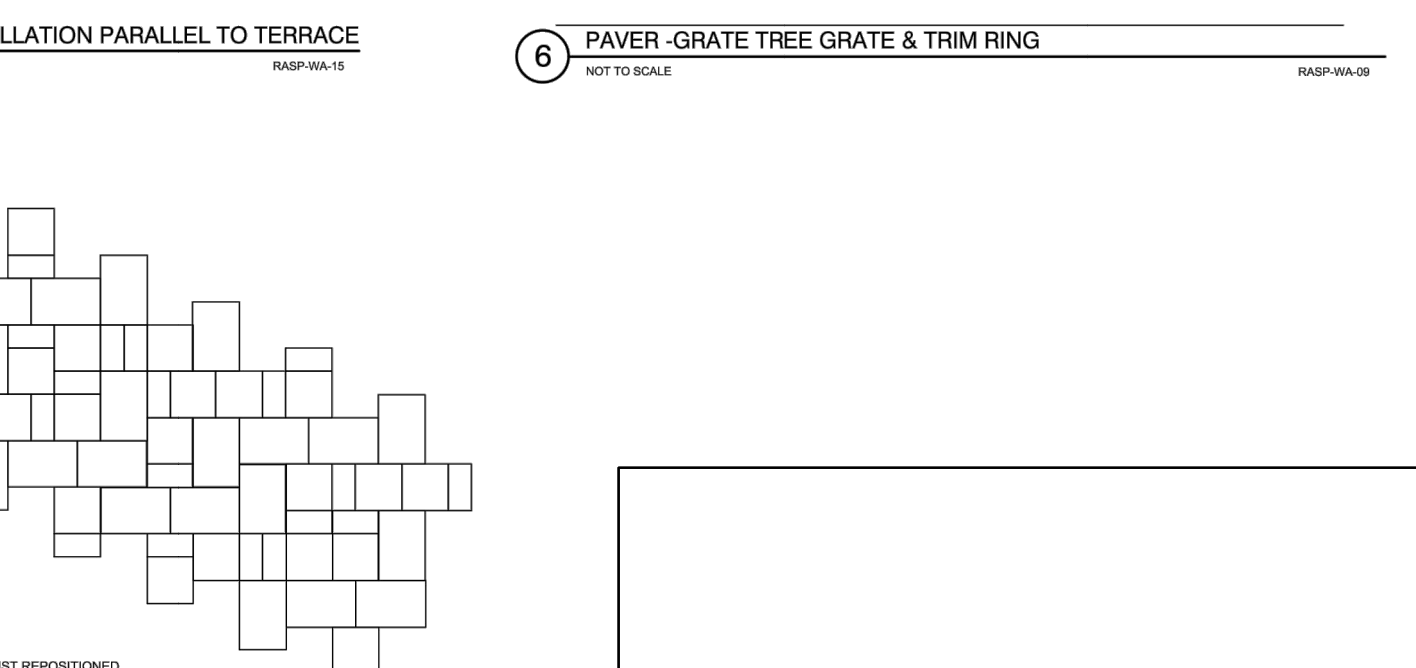 LLATION PARALLEL TO TERRACE
RASP-WA-15
6
PAVER -GRATE TREE GRATE & TRIM RING
NOT TO SCALE
RASP-WA-09
REPOSITIONED